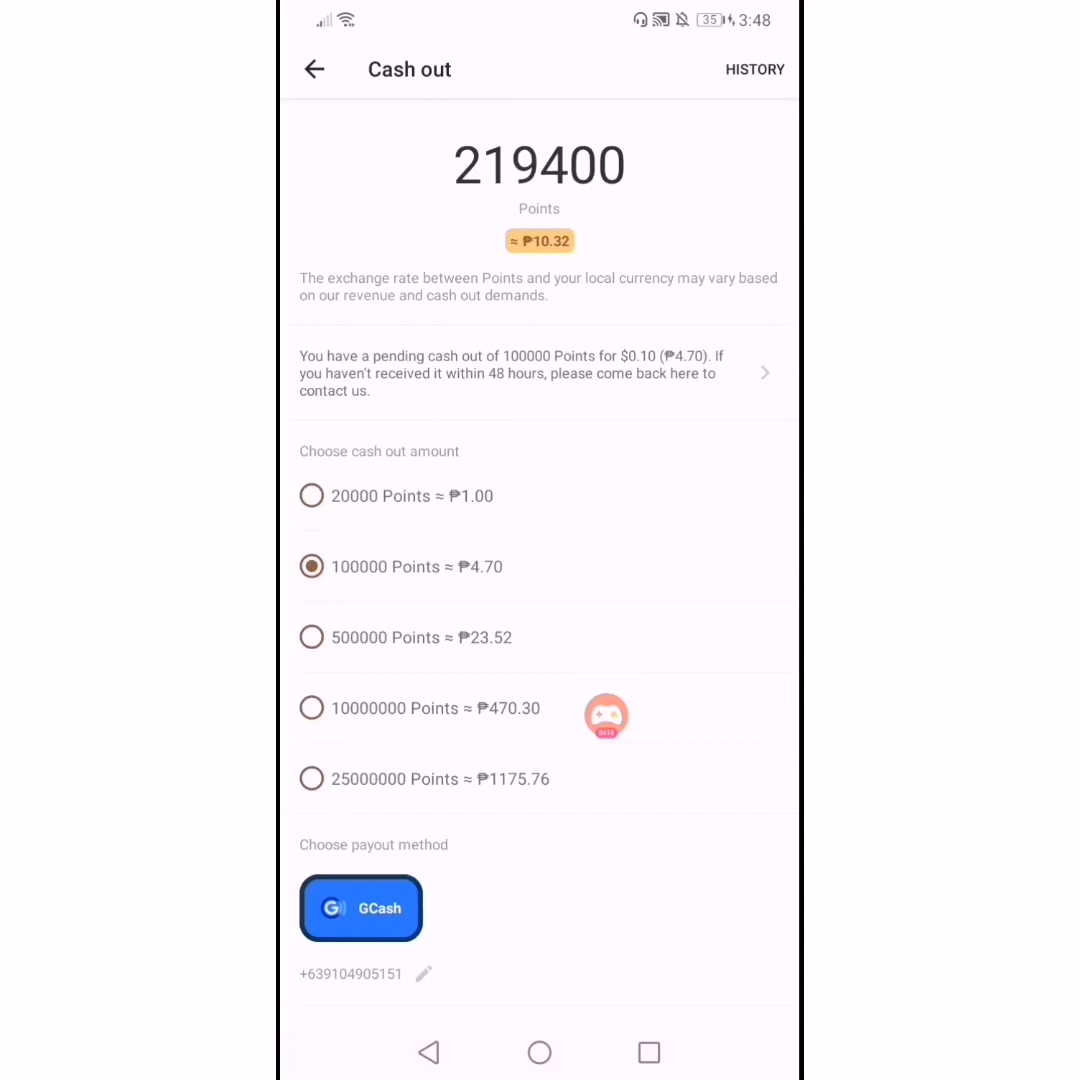 35 3:48
Cash out HISTORY
219400
Points
≈ ₱10.32
The exchange rate between Points and your local currency may vary based
on our revenue and cash out demands.
You have a pending cash out of 100000 Points for $0.10 (₱4.70). If
you haven't received it within 48 hours, please come back here to
contact us.
Choose cash out amount
20000 Points ≈ ₱1.00
100000 Points ≈ ₱4.70
500000 Points ≈ ₱23.52
10000000 Points ≈ ₱470.30
25000000 Points ≈ ₱1175.76
Choose payout method
G GCash
+639104905151